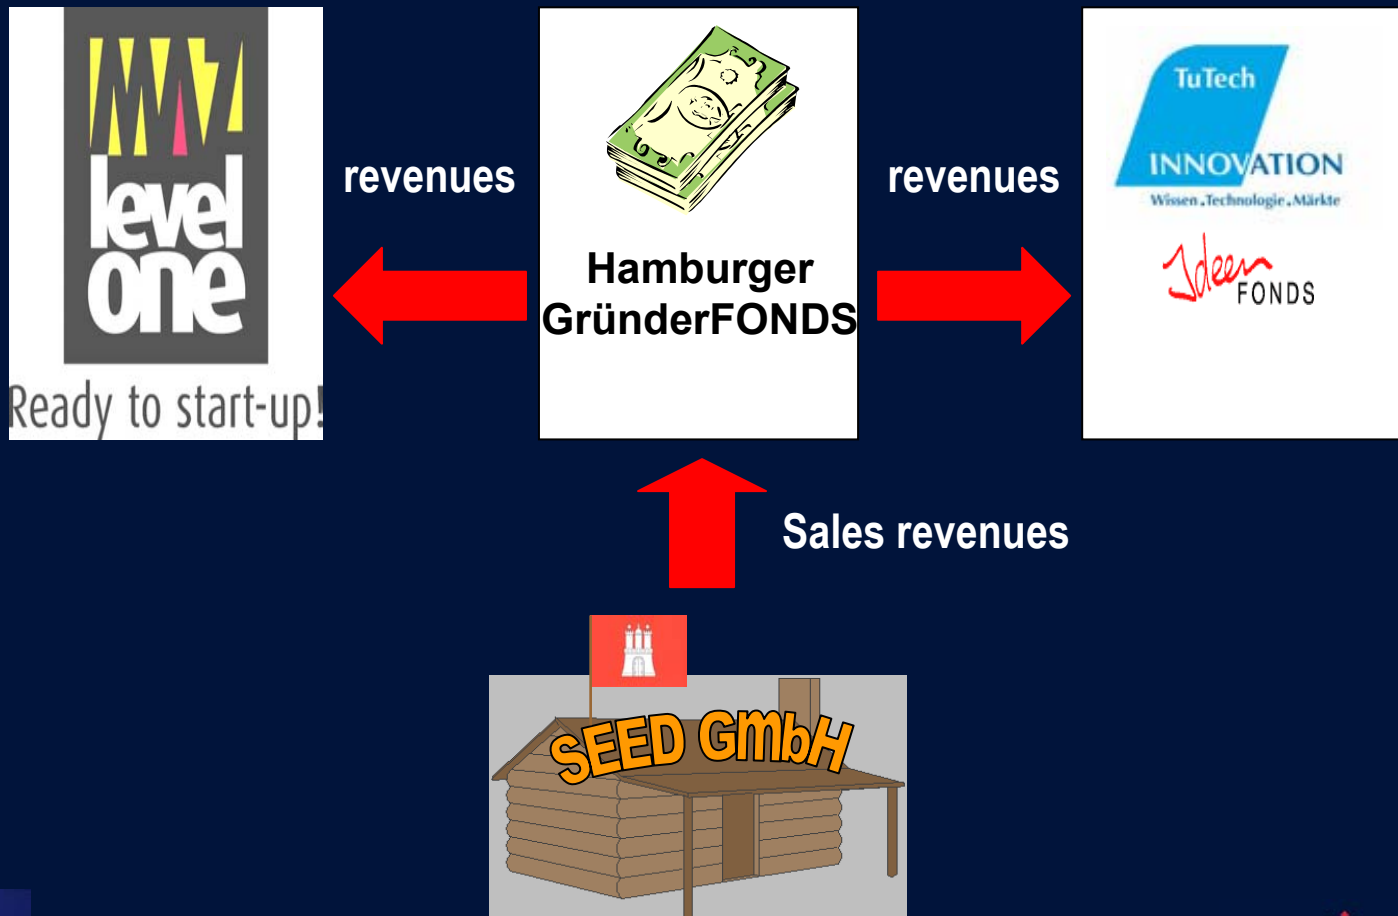 MAZ
level
one
Ready to start-up!
revenues
Hamburger
GründerFONDS
revenues
TuTech
INNOVATION
Wissen.Technologie.Märkte
Ideen
FONDS
Sales revenues
SEED GmbH